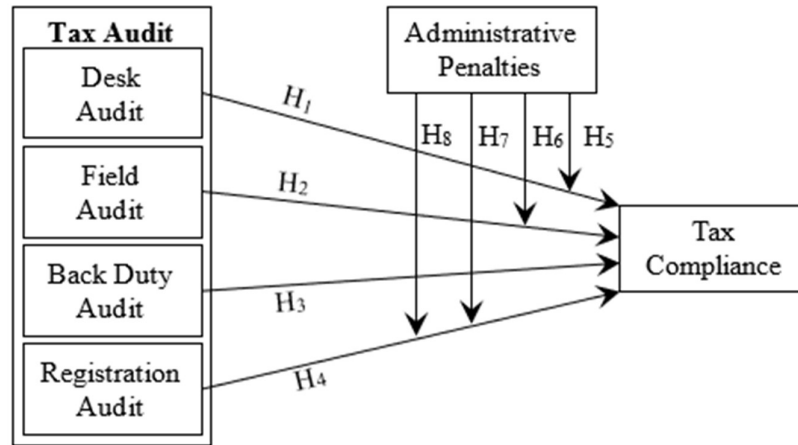 Tax Audit
Desk
Audit
Field
Audit
Back Duty
Audit
Registration
Audit
H1
H2
H3
H4
Administrative
Penalties
H8
H7
H6
H5
Tax
Compliance